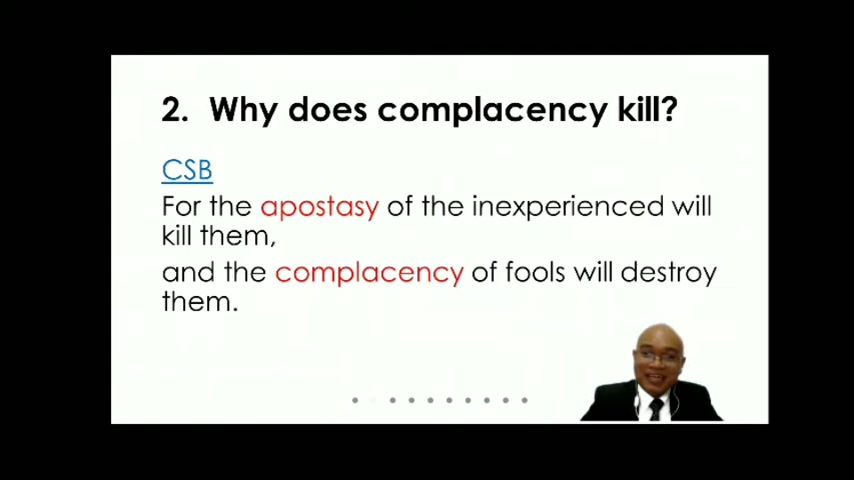 2. Why does complacency kill?
CSB
For the apostasy of the inexperienced will
kill them,
and the complacency of fools will destroy
them.